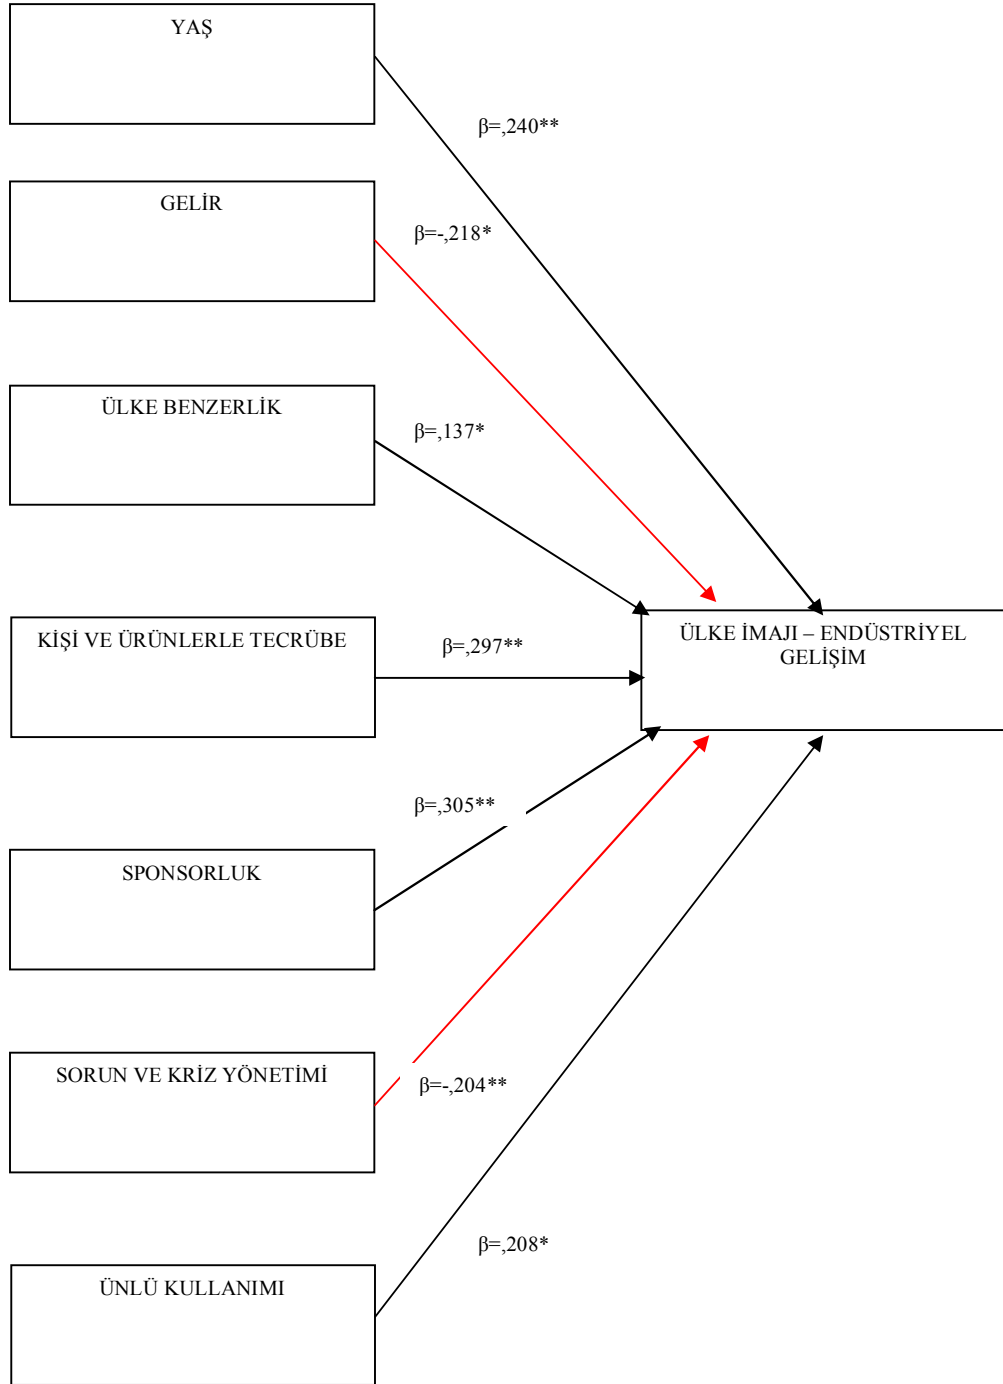 YAŞ
β=,240**
GELİR
β=-,218*
ÜLKE BENZERLİK
β=,137*
KİŞİ VE ÜRÜNLERLE TECRÜBE
β=,297**
ÜLKE İMAJI – ENDÜSTRİYEL
GELİŞİM
β=,305**
SPONSORLUK
SORUN VE KRİZ YÖNETİMİ
β=-,204**
β=,208*
ÜNLÜ KULLANIMI